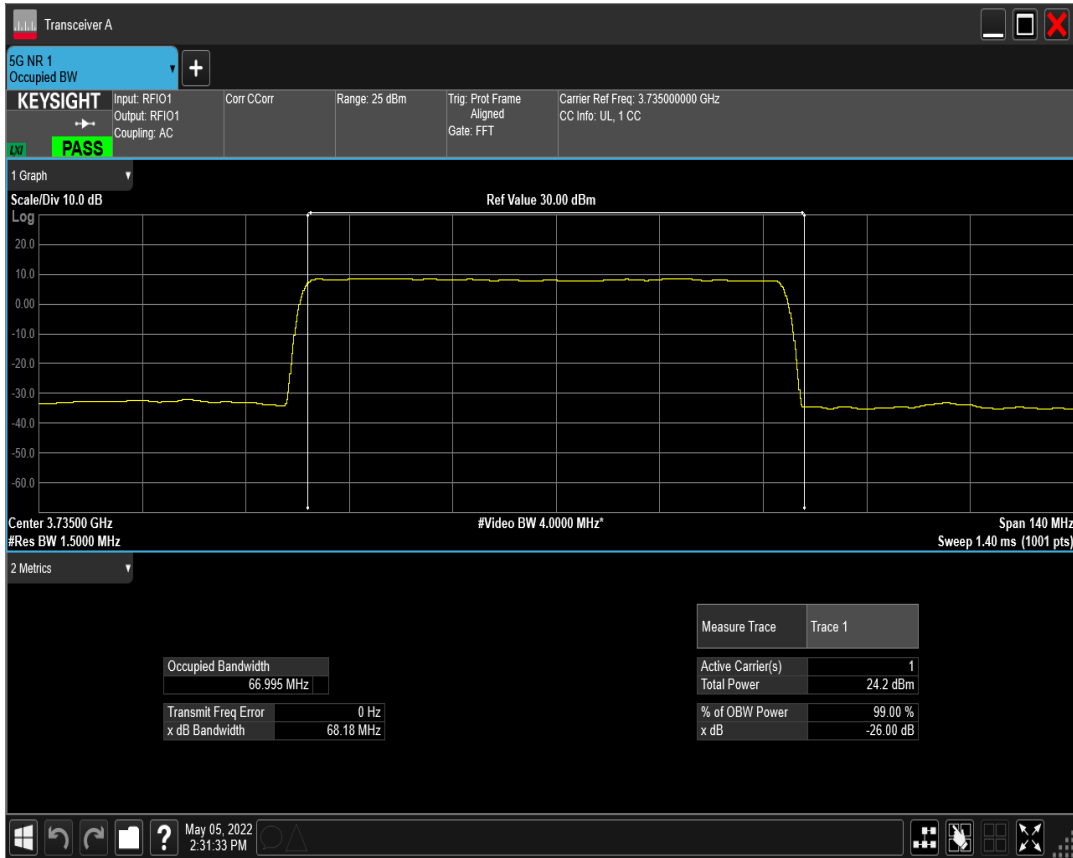 Transceiver A
5G NR 1
Occupied BW
KEYSIGHT
LXI
PASS
Input: RFIO1
Output: RFIO1
Coupling: AC
Corr CCorr
Range: 25 dBm
Trig: Prot Frame
Aligned
Gate: FFT
Carrier Ref Freq: 3.735000000 GHz
CC Info: UL, 1 CC
1 Graph
Scale/Div 10.0 dB
Ref Value 30.00 dBm
Log
20.0
10.0
0.00
-10.0
-20.0
-30.0
-40.0
-50.0
-60.0
Center 3.73500 GHz
#Video BW 4.0000 MHz*
Span 140 MHz
#Res BW 1.5000 MHz
Sweep 1.40 ms (1001 pts)
2 Metrics
Measure Trace Trace 1
Occupied Bandwidth
66.995 MHz
Active Carrier(s) 1
Total Power 24.2 dBm
Transmit Freq Error 0 Hz
x dB Bandwidth 68.18 MHz
% of OBW Power 99.00 %
x dB -26.00 dB
May 05, 2022
2:31:33 PM